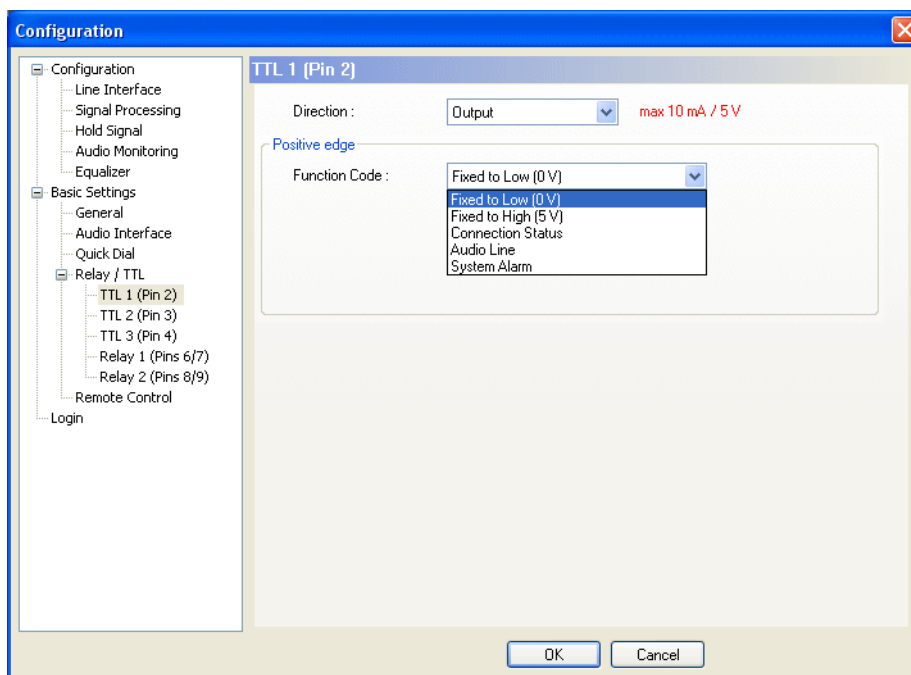 Configuration
Configuration
Line Interface
Signal Processing
Hold Signal
Audio Monitoring
Equalizer
Basic Settings
General
Audio Interface
Quick Dial
Relay / TTL
TTL 1 (Pin 2)
TTL 2 (Pin 3)
TTL 3 (Pin 4)
Relay 1 (Pins 6/7)
Relay 2 (Pins 8/9)
Remote Control
Login
TTL 1 (Pin 2)
Direction : Output max 10 mA / 5 V
Positive edge
Function Code : Fixed to Low (0 V)
Fixed to Low (0 V)
Fixed to High (5 V)
Connection Status
Audio Line
System Alarm
OK Cancel